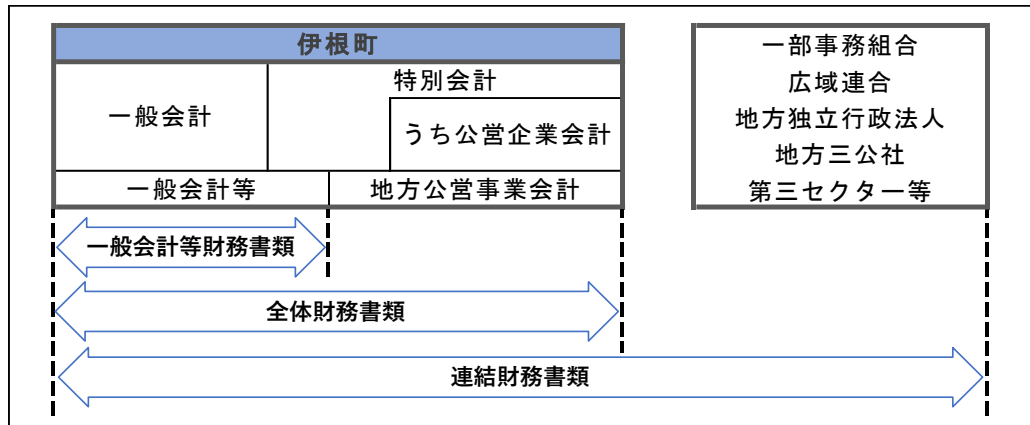 伊根町
一般会計
特別会計
うち公営企業会計
一般会計等
地方公営事業会計
一部事務組合
広域連合
地方独立行政法人
地方三公社
第三セクター等
一般会計等財務書類
全体財務書類
連結財務書類